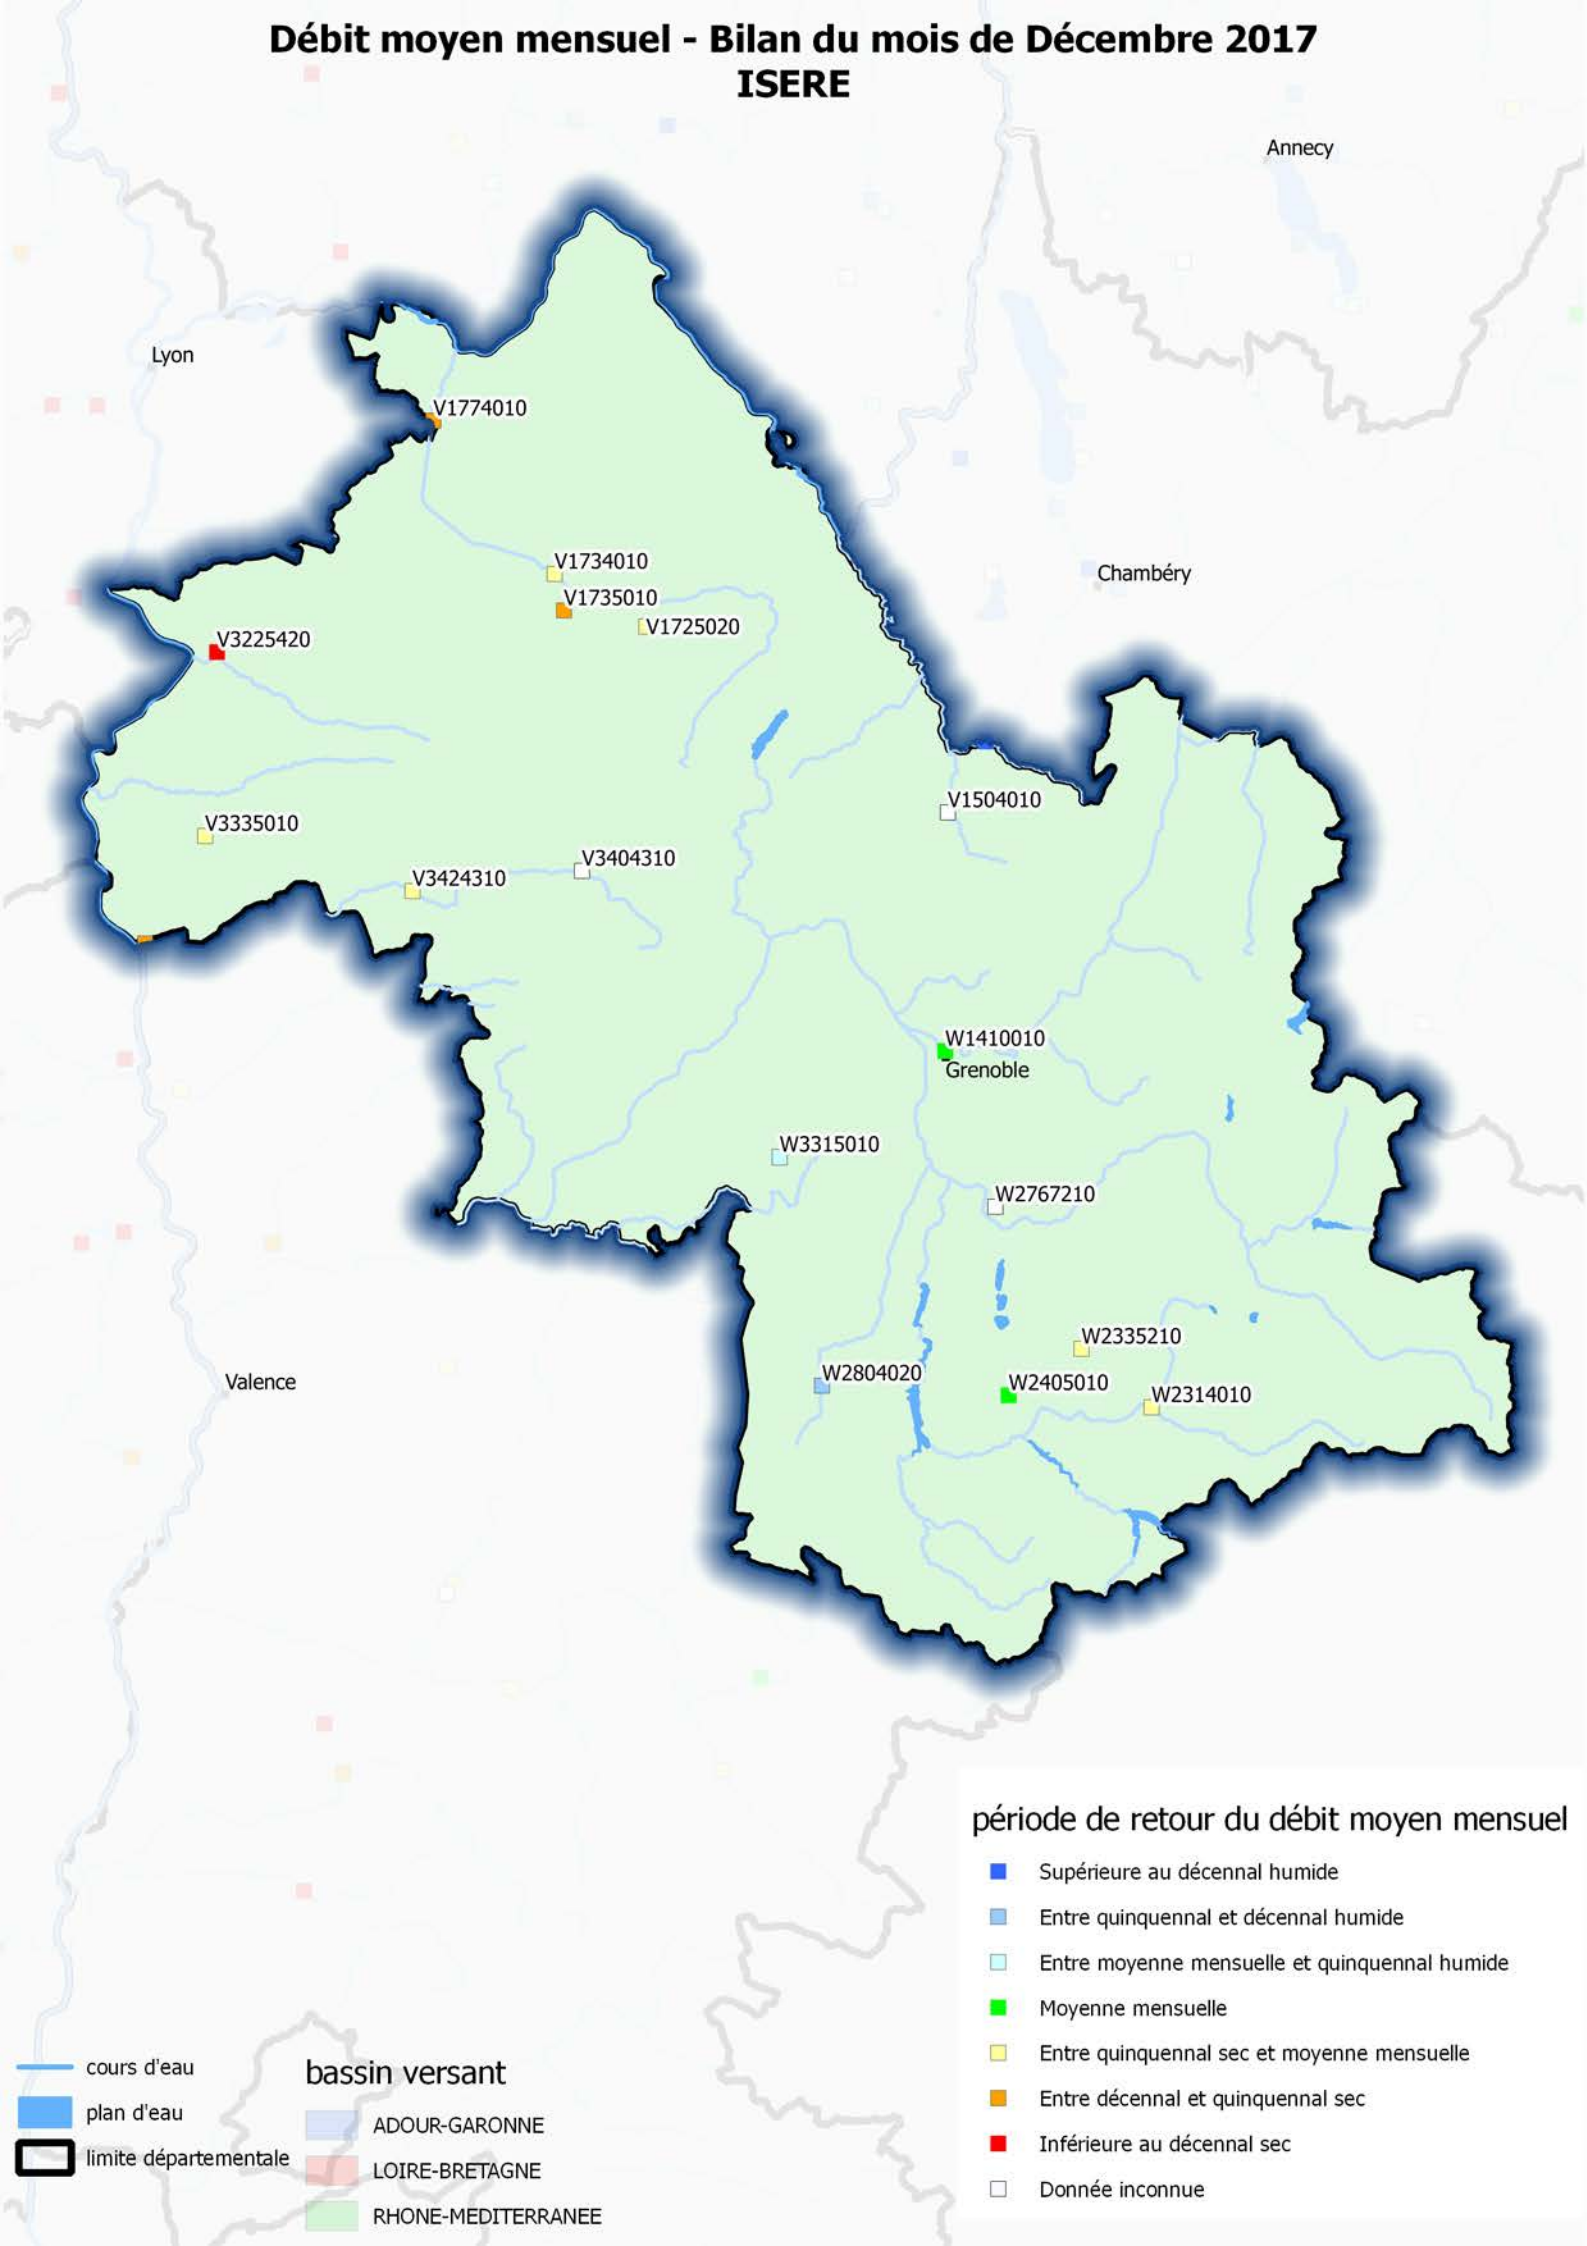 Débit moyen mensuel - Bilan du mois de Décembre 2017
ISERE
Annecy
Lyon
V1774010
V1734010
Chambéry
V1735010
V1725020
V3225420
V1504010
V3335010
V3404310
V3424310
W1410010
Grenoble
W3315010
W2767210
W2335210
W2804020
W2405010
Valence
W2314010
période de retour du débit moyen mensuel
Supérieure au décennal humide
Entre quinquennal et décennal humide
Entre moyenne mensuelle et quinquennal humide
Moyenne mensuelle
Entre quinquennal sec et moyenne mensuelle
Entre décennal et quinquennal sec
Inférieure au décennal sec
Donnée inconnue
cours d'eau
plan d'eau
limite départementale
bassin versant
ADOUR-GARONNE
LOIRE-BRETAGNE
RHONE-MEDITERRANEE